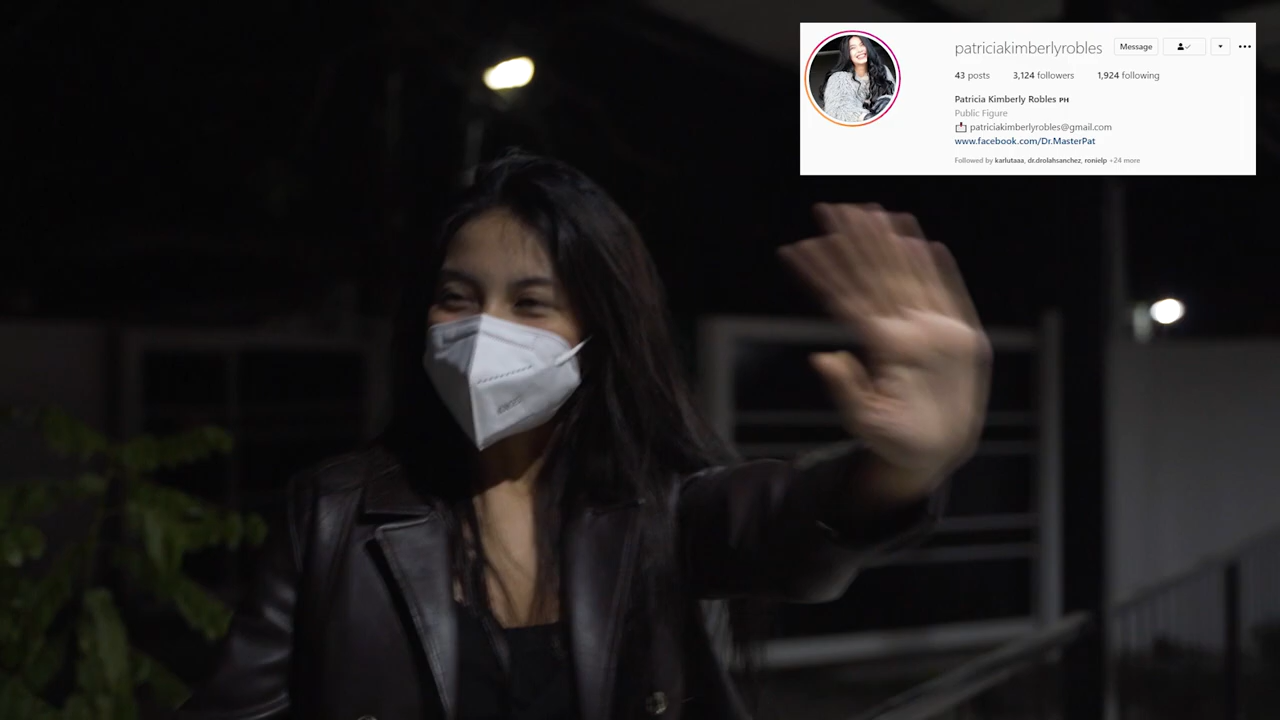 patriciakimberlyrobles Message
43 posts 3,124 followers 1,924 following
Patricia Kimberly Robles PH
Public Figure
patriciakimberlyrobles@gmail.com
www.facebook.com/Dr.MasterPat
Followed by karlutaaa, dr.drolahsanchez, ronielp +24 more